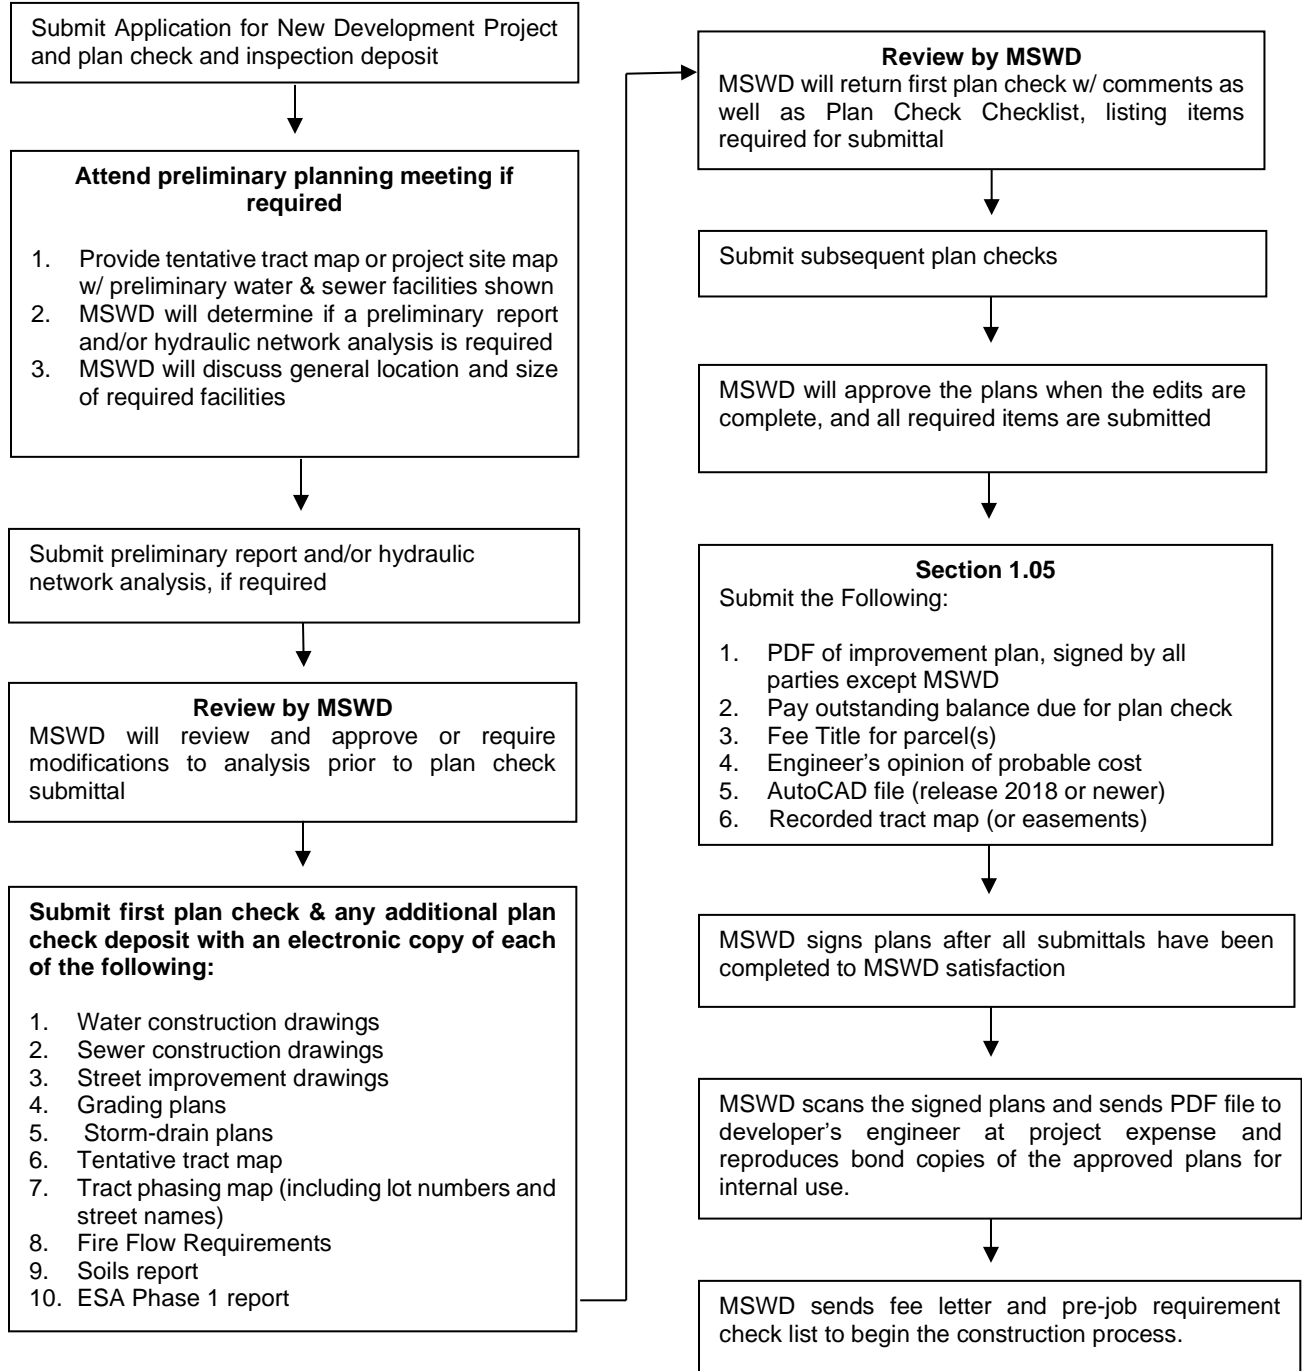 Submit Application for New Development Project
and plan check and inspection deposit
Attend preliminary planning meeting if
required
1. Provide tentative tract map or project site map
w/ preliminary water & sewer facilities shown
2. MSWD will determine if a preliminary report
and/or hydraulic network analysis is required
3. MSWD will discuss general location and size
of required facilities
Submit preliminary report and/or hydraulic
network analysis, if required
Review by MSWD
MSWD will review and approve or require
modifications to analysis prior to plan check
submittal
Submit first plan check & any additional plan
check deposit with an electronic copy of each
of the following:
1. Water construction drawings
2. Sewer construction drawings
3. Street improvement drawings
4. Grading plans
5. Storm-drain plans
6. Tentative tract map
7. Tract phasing map (including lot numbers and
street names)
8. Fire Flow Requirements
9. Soils report
10. ESA Phase 1 report
Review by MSWD
MSWD will return first plan check w/ comments as
well as Plan Check Checklist, listing items
required for submittal
Submit subsequent plan checks
MSWD will approve the plans when the edits are
complete, and all required items are submitted
Section 1.05
Submit the Following:
1. PDF of improvement plan, signed by all
parties except MSWD
2. Pay outstanding balance due for plan check
3. Fee Title for parcel(s)
4. Engineer’s opinion of probable cost
5. AutoCAD file (release 2018 or newer)
6. Recorded tract map (or easements)
MSWD signs plans after all submittals have been
completed to MSWD satisfaction
MSWD scans the signed plans and sends PDF file to
developer’s engineer at project expense and
reproduces bond copies of the approved plans for
internal use.
MSWD sends fee letter and pre-job requirement
check list to begin the construction process.